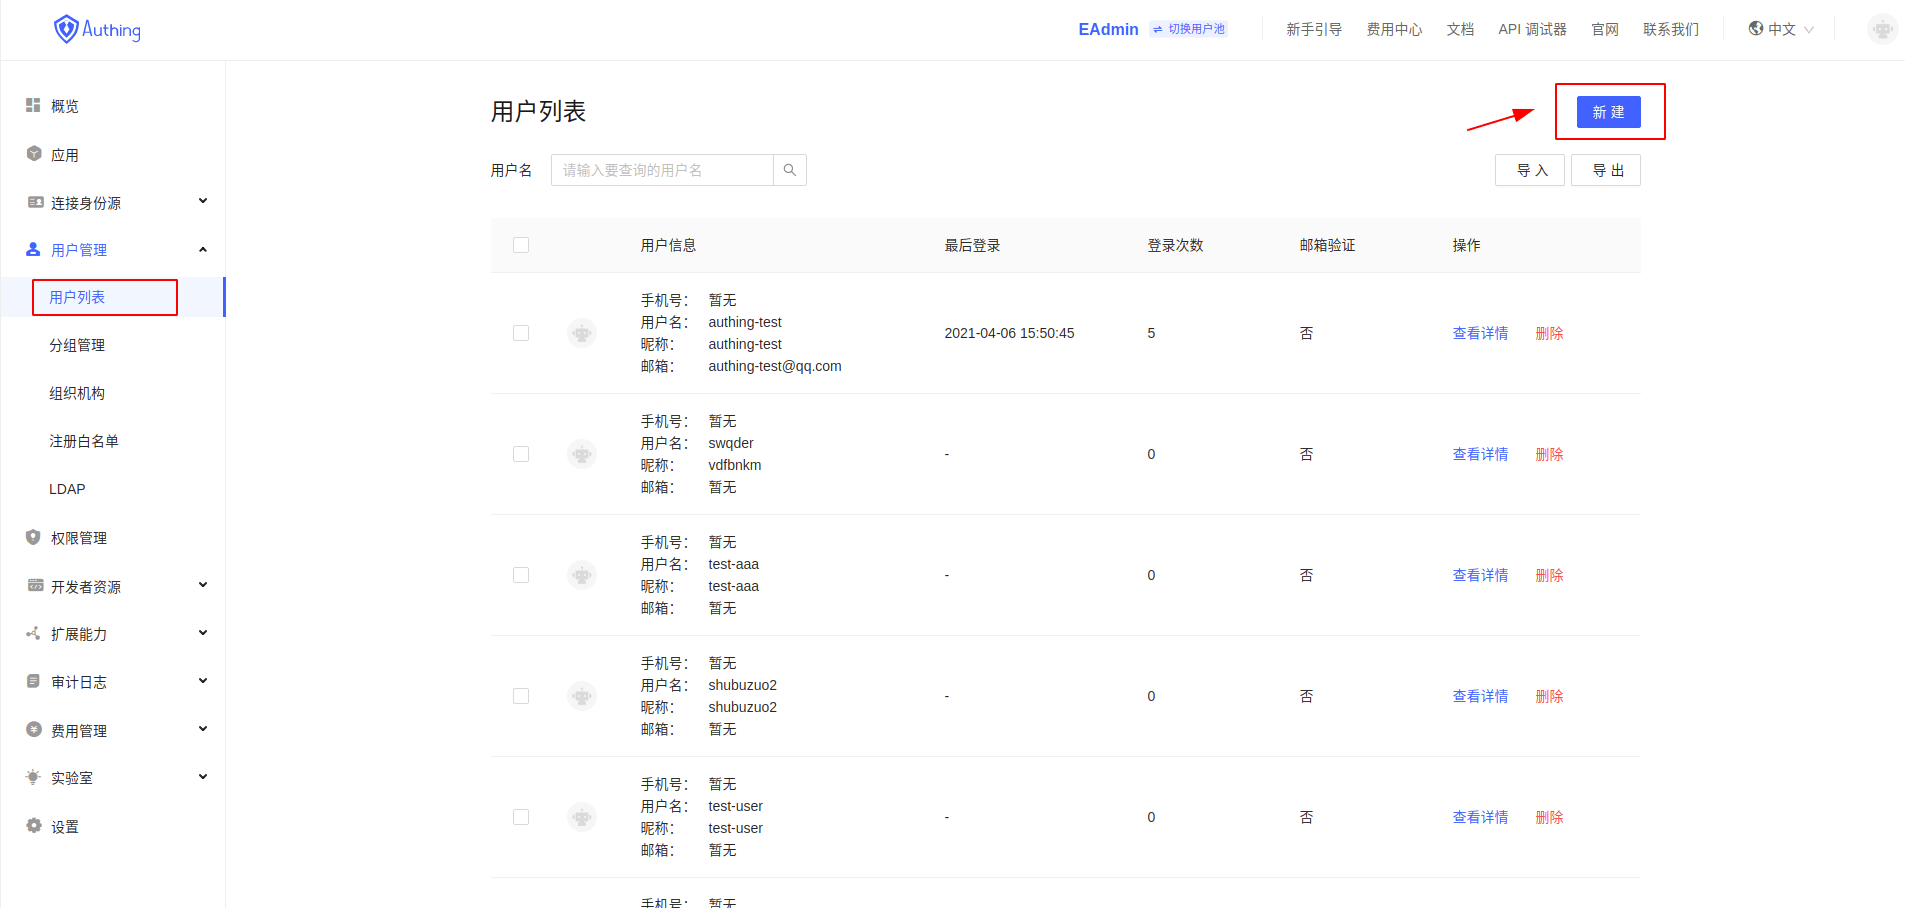 Authing
EAdmin 切换用户池 新手引导 费用中心 文档 API 调试器 官网 联系我们 中文
概览
应用
连接身份源
用户管理
用户列表
分组管理
组织机构
注册白名单
LDAP
权限管理
开发者资源
扩展能力
审计日志
费用管理
实验室
设置
用户列表
新 建
用户名 请输入要查询的用户名
导 入 导 出
用户信息 最后登录 登录次数 邮箱验证 操作
手机号： 暂无
用户名： authing-test
昵称： authing-test
邮箱： authing-test@qq.com
2021-04-06 15:50:45 5 否 查看详情 删除
手机号： 暂无
用户名： swqder
昵称： vdfbnkm
邮箱： 暂无
- 0 否 查看详情 删除
手机号： 暂无
用户名： test-aaa
昵称： test-aaa
邮箱： 暂无
- 0 否 查看详情 删除
手机号： 暂无
用户名： shubuzuo2
昵称： shubuzuo2
邮箱： 暂无
- 0 否 查看详情 删除
手机号： 暂无
用户名： test-user
昵称： test-user
邮箱： 暂无
- 0 否 查看详情 删除
手机号： 暂无